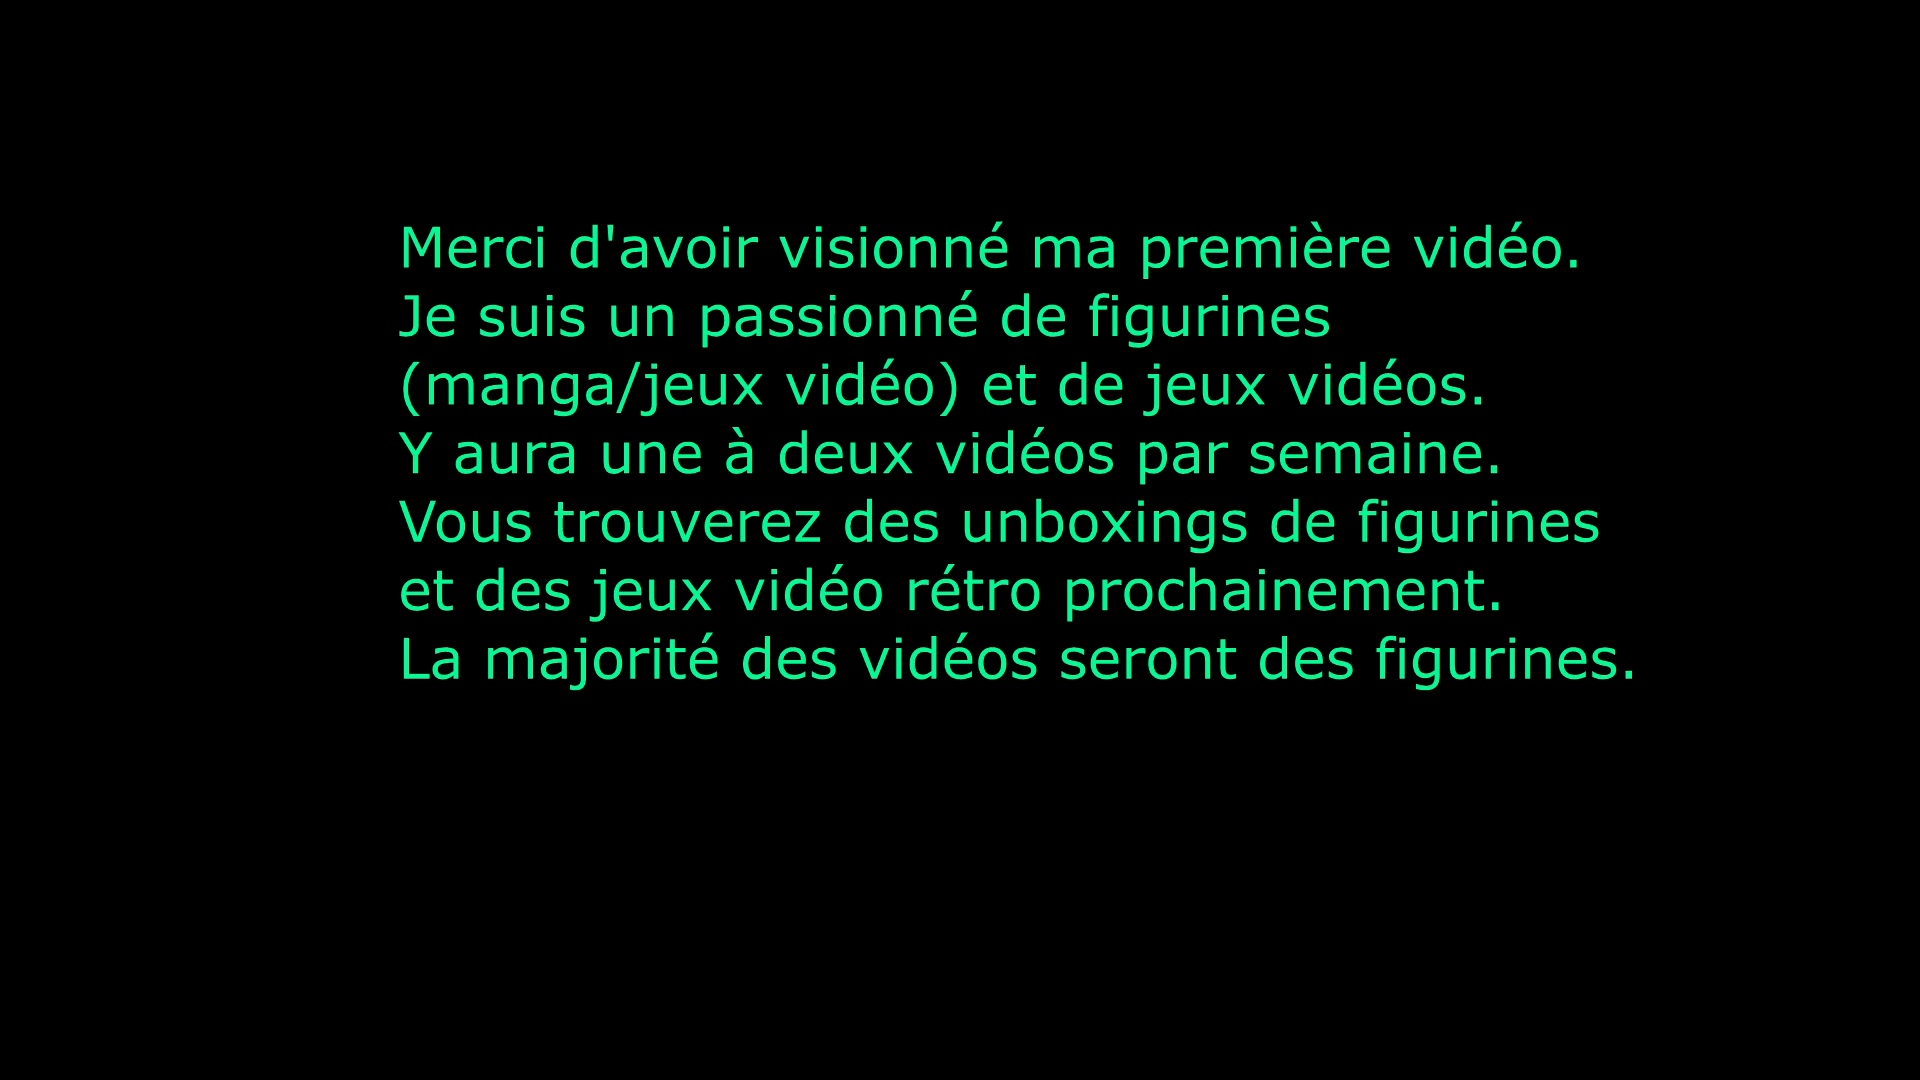 Merci d'avoir visionné ma première vidéo.
Je suis un passionné de figurines
(manga/jeux vidéo) et de jeux vidéos.
Y aura une à deux vidéos par semaine.
Vous trouverez des unboxings de figurines
et des jeux vidéo rétro prochainement.
La majorité des vidéos seront des figurines.